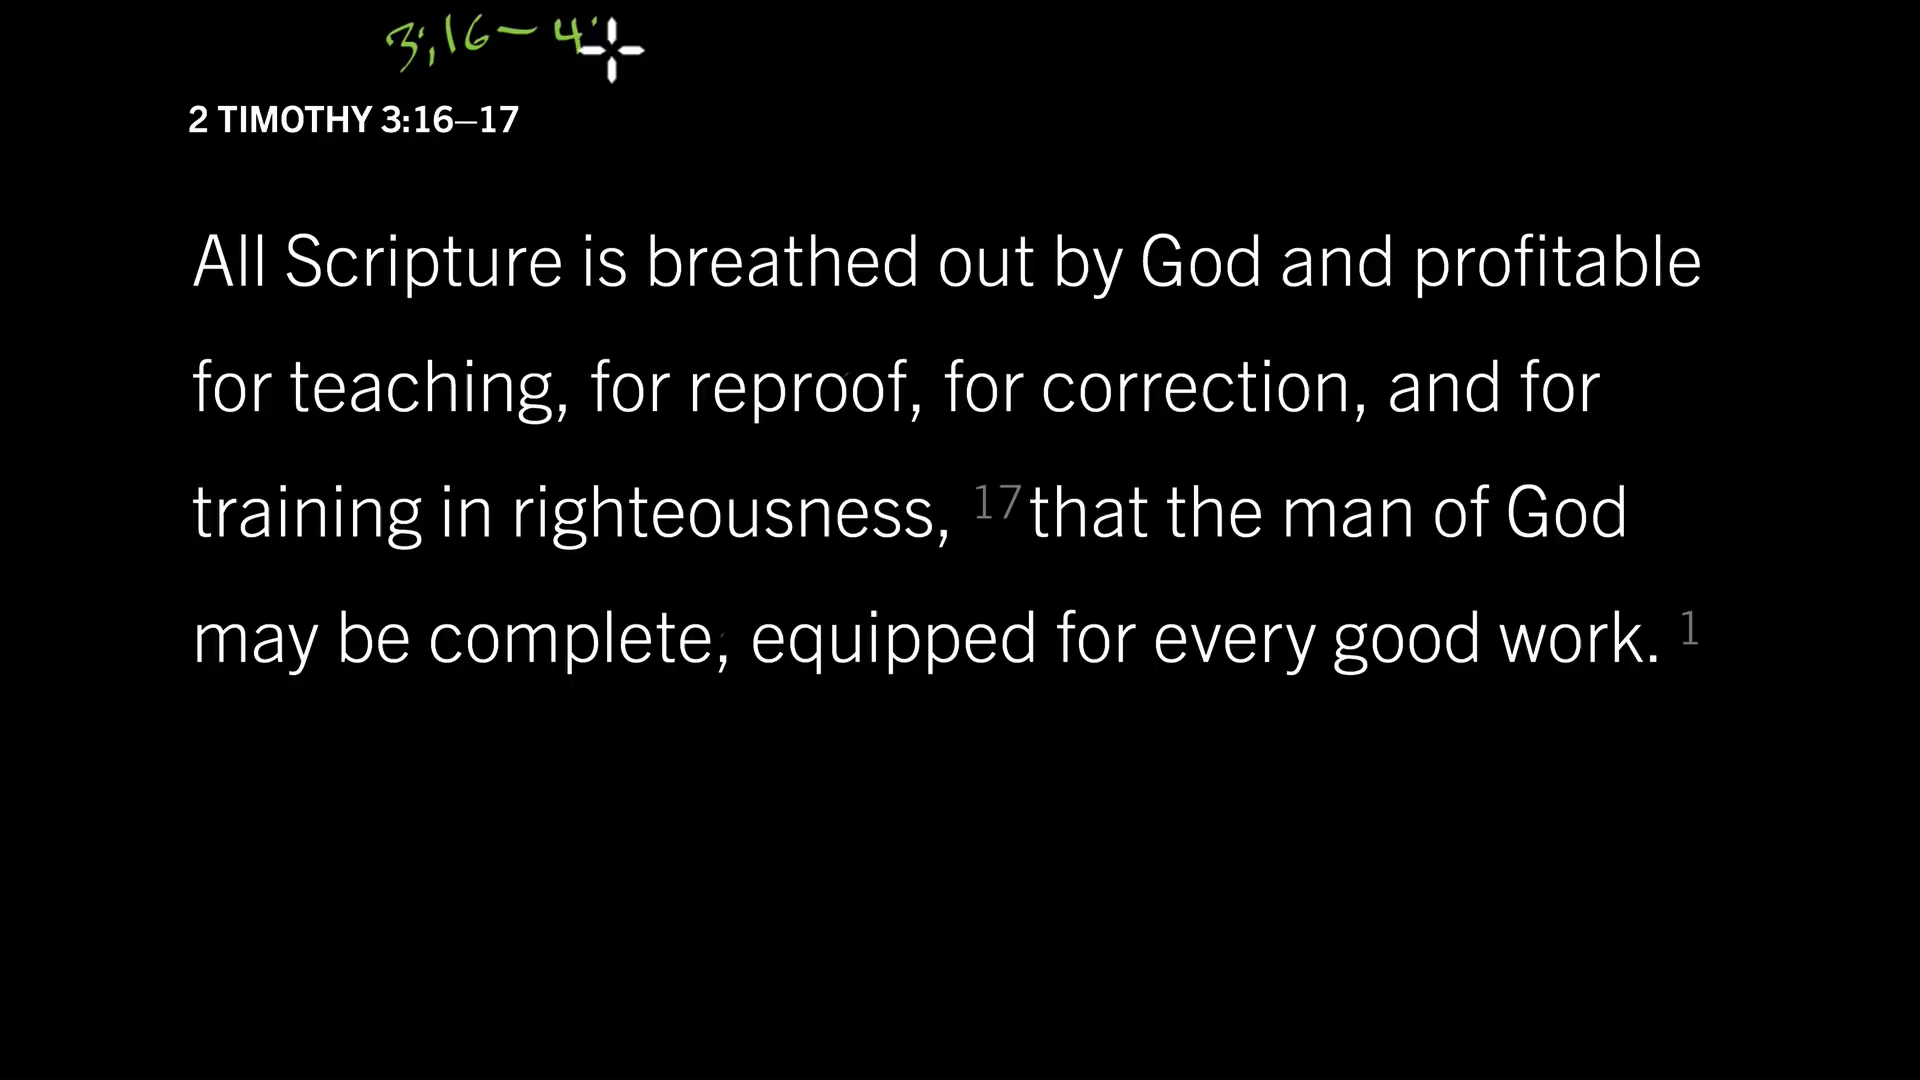 3:16 – 4:
2 TIMOTHY 3:16–17
All Scripture is breathed out by God and profitable
for teaching, for reproof, for correction, and for
training in righteousness, 17 that the man of God
may be complete, equipped for every good work. 1